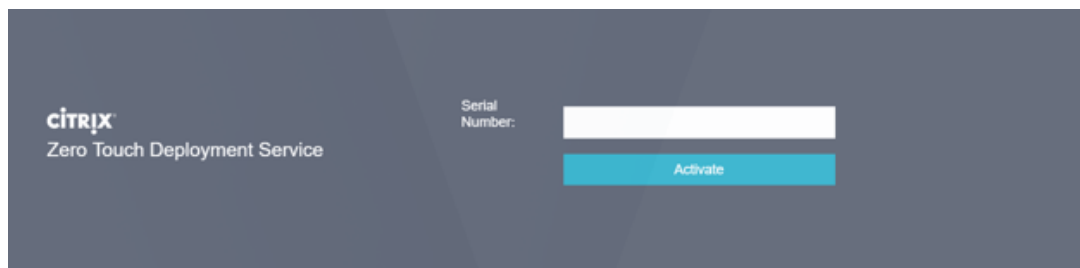 CITRIX
Zero Touch Deployment Service
Serial
Number:
Activate